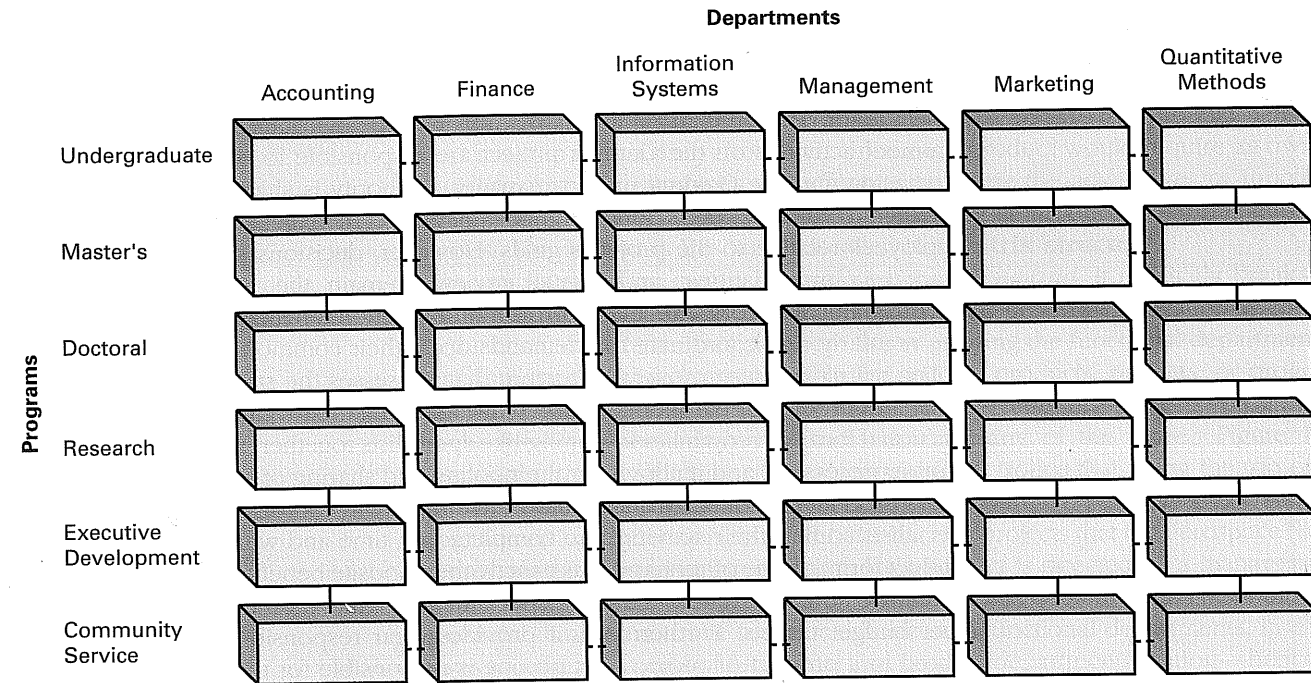 Departments
Accounting
Finance
Information
Systems
Management
Marketing
Quantitative
Methods
Programs
Undergraduate
Master's
Doctoral
Research
Executive
Development
Community
Service